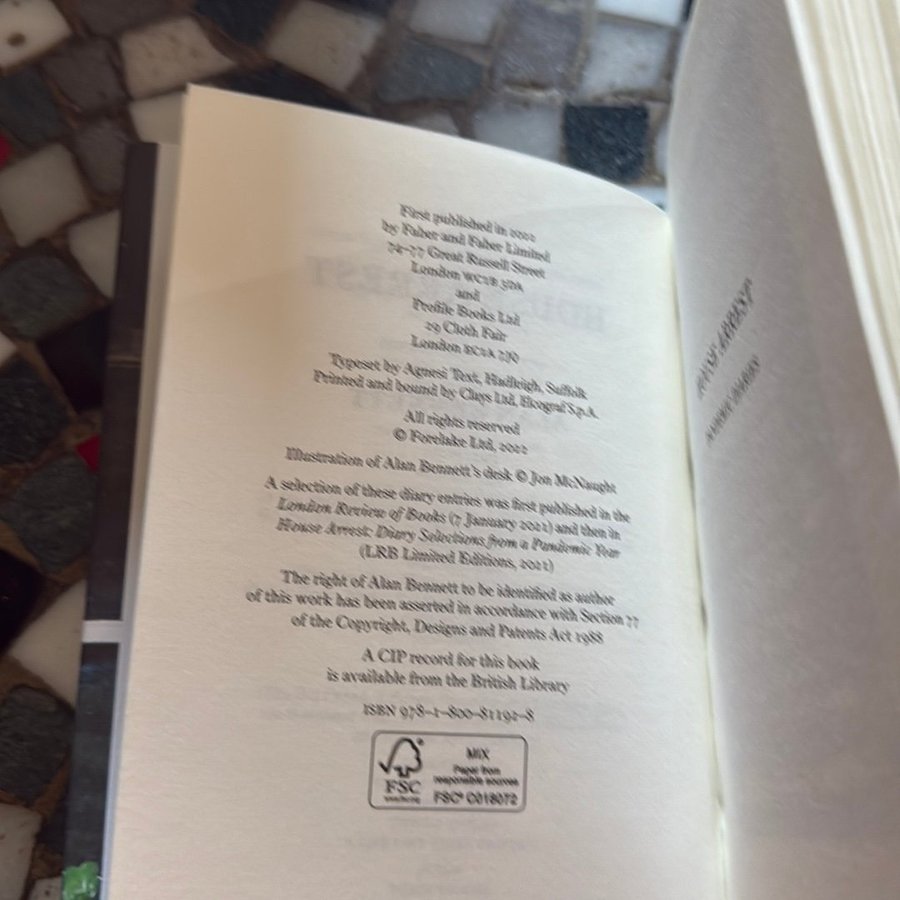 First published in 2022
by Faber and Faber Limited
74–77 Great Russell Street
London WC1B 3DA
and
Profile Books Ltd
29 Cloth Fair
London EC1A 7JQ
Typeset by Agnesi Text, Hadleigh, Suffolk
Printed and bound by Clays Ltd, Elcograf S.p.A.
All rights reserved
© Forelake Ltd, 2022
Illustration of Alan Bennett's desk © Jon McNaught
A selection of these diary entries was first published in the
London Review of Books (7 January 2021) and then in
House Arrest: Diary Selections from a Pandemic Year
(LRB Limited Editions, 2021)
The right of Alan Bennett to be identified as author
of this work has been asserted in accordance with Section 77
of the Copyright, Designs and Patents Act 1988
A CIP record for this book
is available from the British Library
ISBN 978–1–800–81192–8
FSC
MIX
Paper from
responsible sources
FSC® C018072
HOUSE ARREST